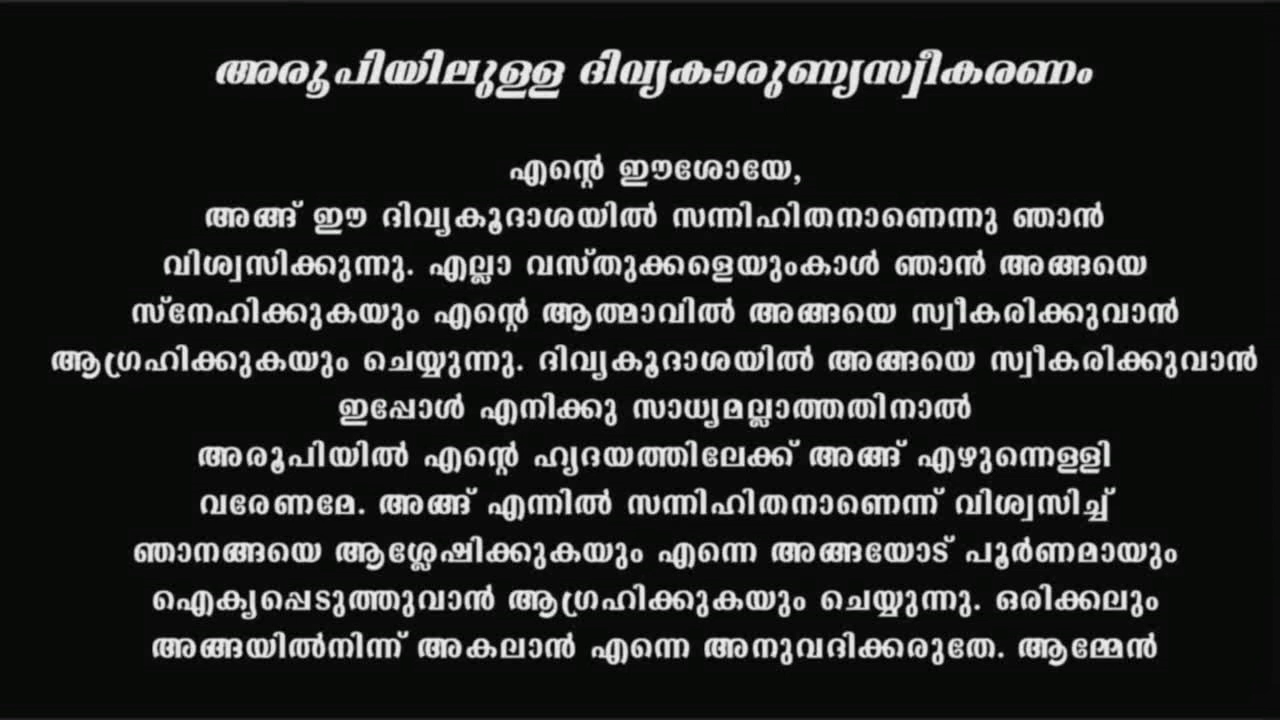 അരൂപിയിലുള്ള ദിവ്യകാരുണ്യസ്വീകരണം
എന്റെ ഈശോയേ,
അങ്ങ് ഈ ദിവ്യകൂദാശയിൽ സന്നിഹിതനാണെന്നു ഞാൻ
വിശ്വസിക്കുന്നു. എല്ലാ വസ്തുക്കളെയുംകാൾ ഞാൻ അങ്ങയെ
സ്നേഹിക്കുകയും എന്റെ ആത്മാവിൽ അങ്ങയെ സ്വീകരിക്കുവാൻ
ആഗ്രഹിക്കുകയും ചെയ്യുന്നു. ദിവ്യകൂദാശയിൽ അങ്ങയെ സ്വീകരിക്കുവാൻ
ഇപ്പോൾ എനിക്കു സാധ്യമല്ലാത്തതിനാൽ
അരൂപിയിൽ എന്റെ ഹൃദയത്തിലേക്ക് അങ്ങ് എഴുന്നെള്ളി
വരേണമേ. അങ്ങ് എന്നിൽ സന്നിഹിതനാണെന്ന് വിശ്വസിച്ച്
ഞാനങ്ങയെ ആശ്ലേഷിക്കുകയും എന്നെ അങ്ങയോട് പൂർണമായും
ഐക്യപ്പെടുത്തുവാൻ ആഗ്രഹിക്കുകയും ചെയ്യുന്നു. ഒരിക്കലും
അങ്ങയിൽനിന്ന് അകലാൻ എന്നെ അനുവദിക്കരുതേ. ആമ്മേൻ